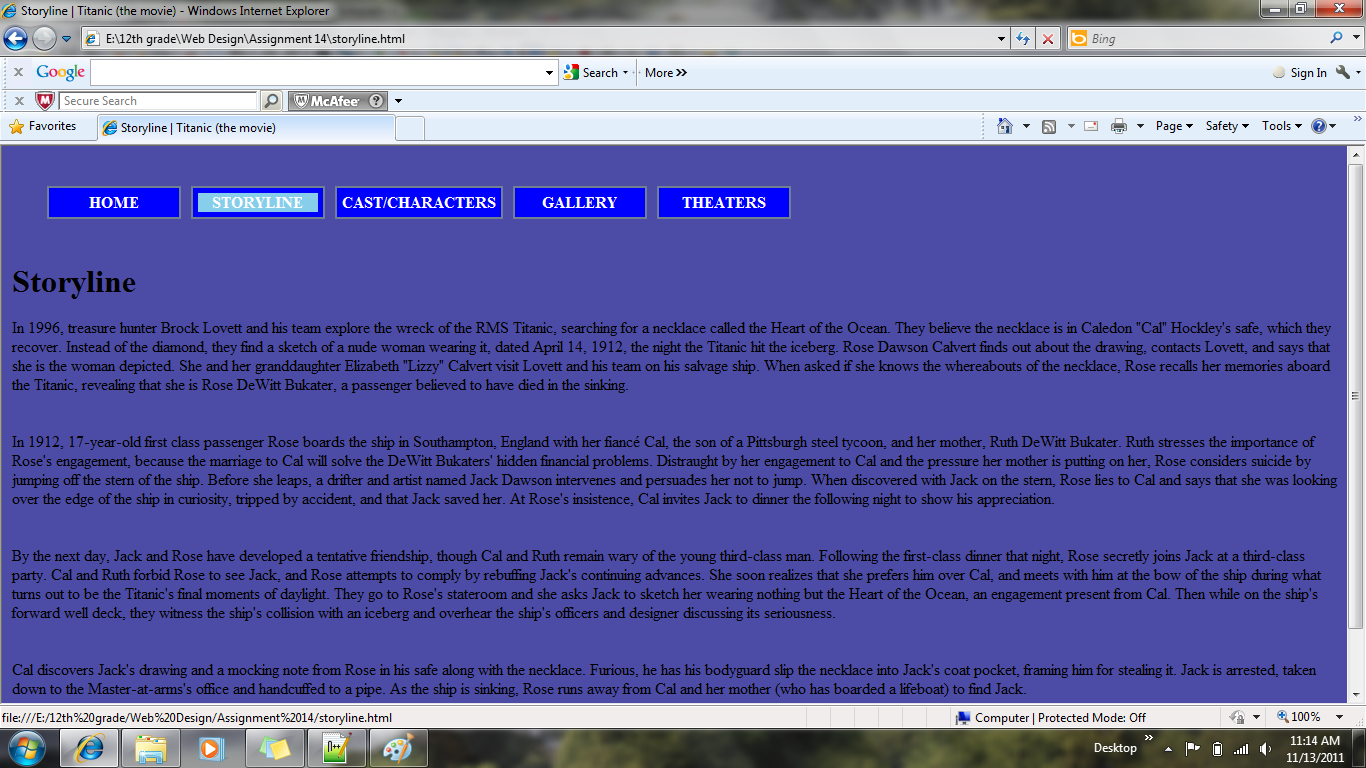 Storyline | Titanic (the movie) - Windows Internet Explorer
E:\12th grade\Web Design\Assignment 14\storyline.html
Bing
Google
Search
More »
Sign In
Secure Search
McAfee
Favorites
Storyline | Titanic (the movie)
Page
Safety
Tools
HOME
STORYLINE
CAST/CHARACTERS
GALLERY
THEATERS
Storyline
In 1996, treasure hunter Brock Lovett and his team explore the wreck of the RMS Titanic, searching for a necklace called the Heart of the Ocean. They believe the necklace is in Caledon "Cal" Hockley's safe, which they
recover. Instead of the diamond, they find a sketch of a nude woman wearing it, dated April 14, 1912, the night the Titanic hit the iceberg. Rose Dawson Calvert finds out about the drawing, contacts Lovett, and says that
she is the woman depicted. She and her granddaughter Elizabeth "Lizzy" Calvert visit Lovett and his team on his salvage ship. When asked if she knows the whereabouts of the necklace, Rose recalls her memories aboard
the Titanic, revealing that she is Rose DeWitt Bukater, a passenger believed to have died in the sinking.
In 1912, 17-year-old first class passenger Rose boards the ship in Southampton, England with her fiancé Cal, the son of a Pittsburgh steel tycoon, and her mother, Ruth DeWitt Bukater. Ruth stresses the importance of
Rose's engagement, because the marriage to Cal will solve the DeWitt Bukaters' hidden financial problems. Distraught by her engagement to Cal and the pressure her mother is putting on her, Rose considers suicide by
jumping off the stern of the ship. Before she leaps, a drifter and artist named Jack Dawson intervenes and persuades her not to jump. When discovered with Jack on the stern, Rose lies to Cal and says that she was looking
over the edge of the ship in curiosity, tripped by accident, and that Jack saved her. At Rose's insistence, Cal invites Jack to dinner the following night to show his appreciation.
By the next day, Jack and Rose have developed a tentative friendship, though Cal and Ruth remain wary of the young third-class man. Following the first-class dinner that night, Rose secretly joins Jack at a third-class
party. Cal and Ruth forbid Rose to see Jack, and Rose attempts to comply by rebuffing Jack's continuing advances. She soon realizes that she prefers him over Cal, and meets with him at the bow of the ship during what
turns out to be the Titanic's final moments of daylight. They go to Rose's stateroom and she asks Jack to sketch her wearing nothing but the Heart of the Ocean, an engagement present from Cal. Then while on the ship's
forward well deck, they witness the ship's collision with an iceberg and overhear the ship's officers and designer discussing its seriousness.
Cal discovers Jack's drawing and a mocking note from Rose in his safe along with the necklace. Furious, he has his bodyguard slip the necklace into Jack's coat pocket, framing him for stealing it. Jack is arrested, taken
down to the Master-at-arms's office and handcuffed to a pipe. As the ship is sinking, Rose runs away from Cal and her mother (who has boarded a lifeboat) to find Jack.
file:///E:/12th%20grade/Web%20Design/Assignment%2014/storyline.html
Computer | Protected Mode: Off
100%
Desktop
11:14 AM
11/13/2011